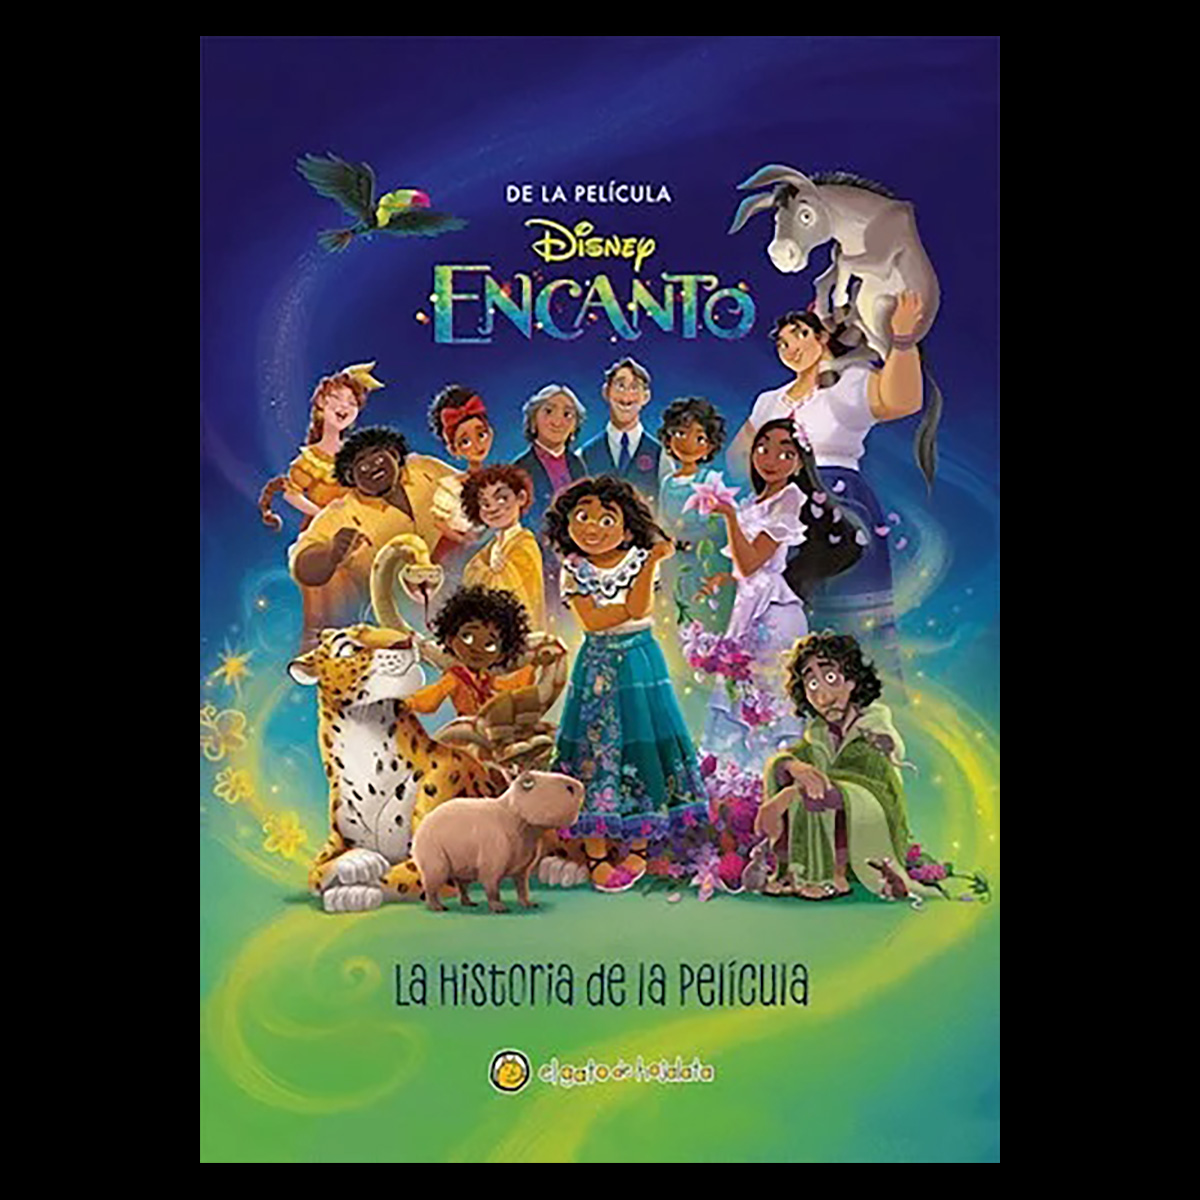 DE LA PELÍCULA
Disney
ENCANTO
La Historia de la Película
el gato de hojalata